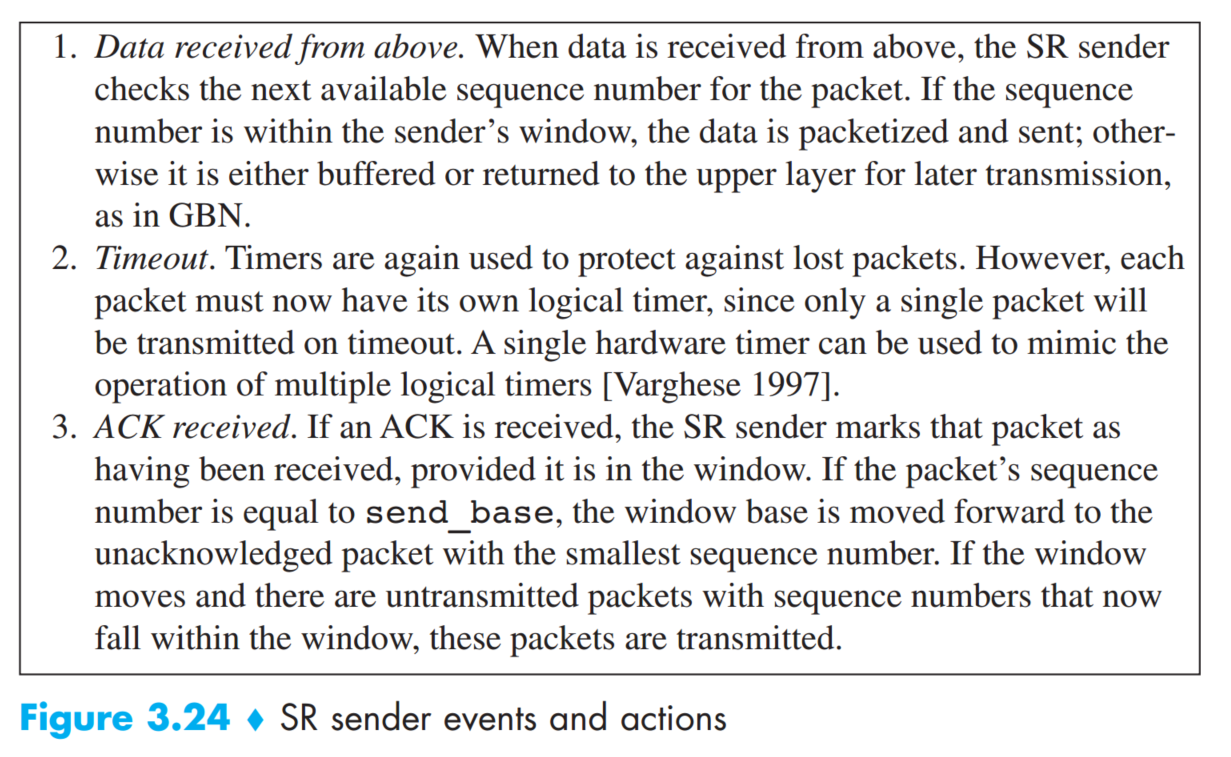 1. Data received from above. When data is received from above, the SR sender
checks the next available sequence number for the packet. If the sequence
number is within the sender’s window, the data is packetized and sent; other-
wise it is either buffered or returned to the upper layer for later transmission,
as in GBN.
2. Timeout. Timers are again used to protect against lost packets. However, each
packet must now have its own logical timer, since only a single packet will
be transmitted on timeout. A single hardware timer can be used to mimic the
operation of multiple logical timers [Varghese 1997].
3. ACK received. If an ACK is received, the SR sender marks that packet as
having been received, provided it is in the window. If the packet’s sequence
number is equal to send_base, the window base is moved forward to the
unacknowledged packet with the smallest sequence number. If the window
moves and there are untransmitted packets with sequence numbers that now
fall within the window, these packets are transmitted.
Figure 3.24 ♦ SR sender events and actions